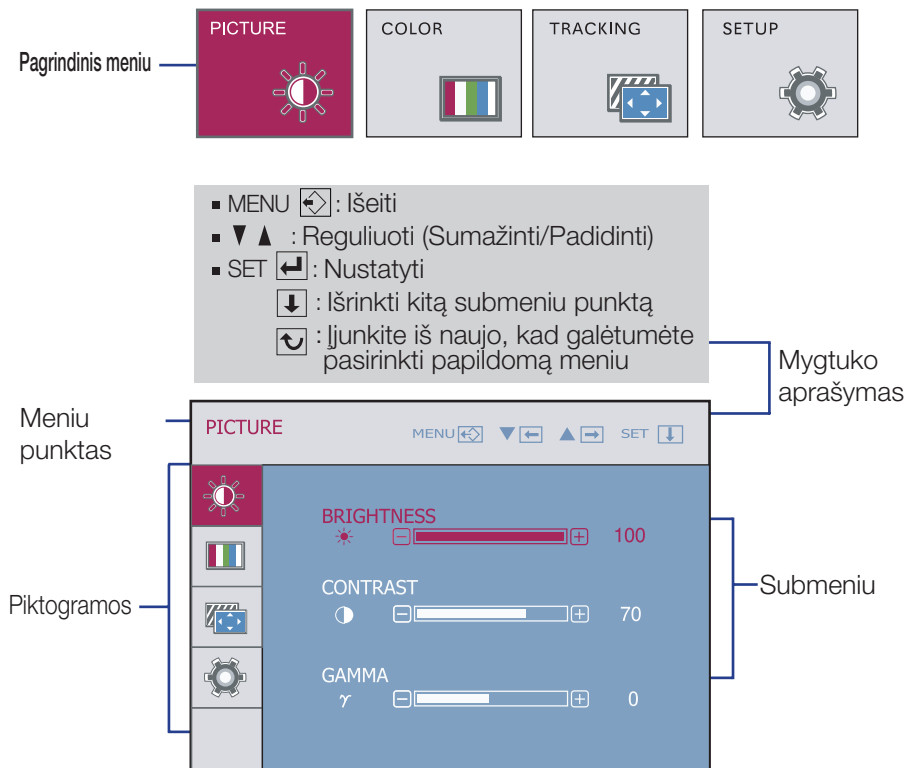 PICTURE
COLOR
TRACKING
SETUP
Pagrindinis meniu
MENU : Išeiti
▼ ▲ : Reguliuoti (Sumažinti/Padidinti)
SET : Nustatyti
: Išrinkti kitą submeniu punktą
: Įjunkite iš naujo, kad galėtumėte
pasirinkti papildomą meniu
Mygtuko
aprašymas
Meniu
punktas
PICTURE
MENU ▼ ▲ SET
BRIGHTNESS
100
CONTRAST
70
GAMMA
γ 0
Piktogramos
Submeniu